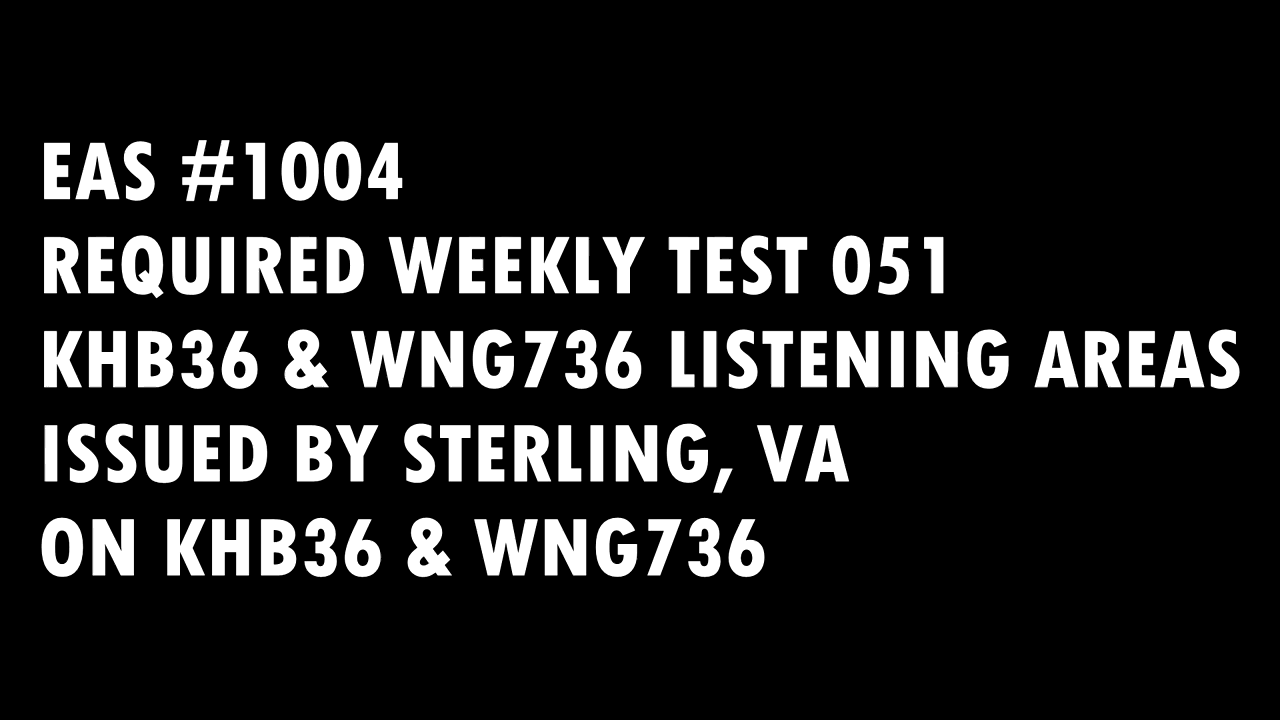 EAS #1004
REQUIRED WEEKLY TEST 051
KHB36 & WNG736 LISTENING AREAS
ISSUED BY STERLING, VA
ON KHB36 & WNG736